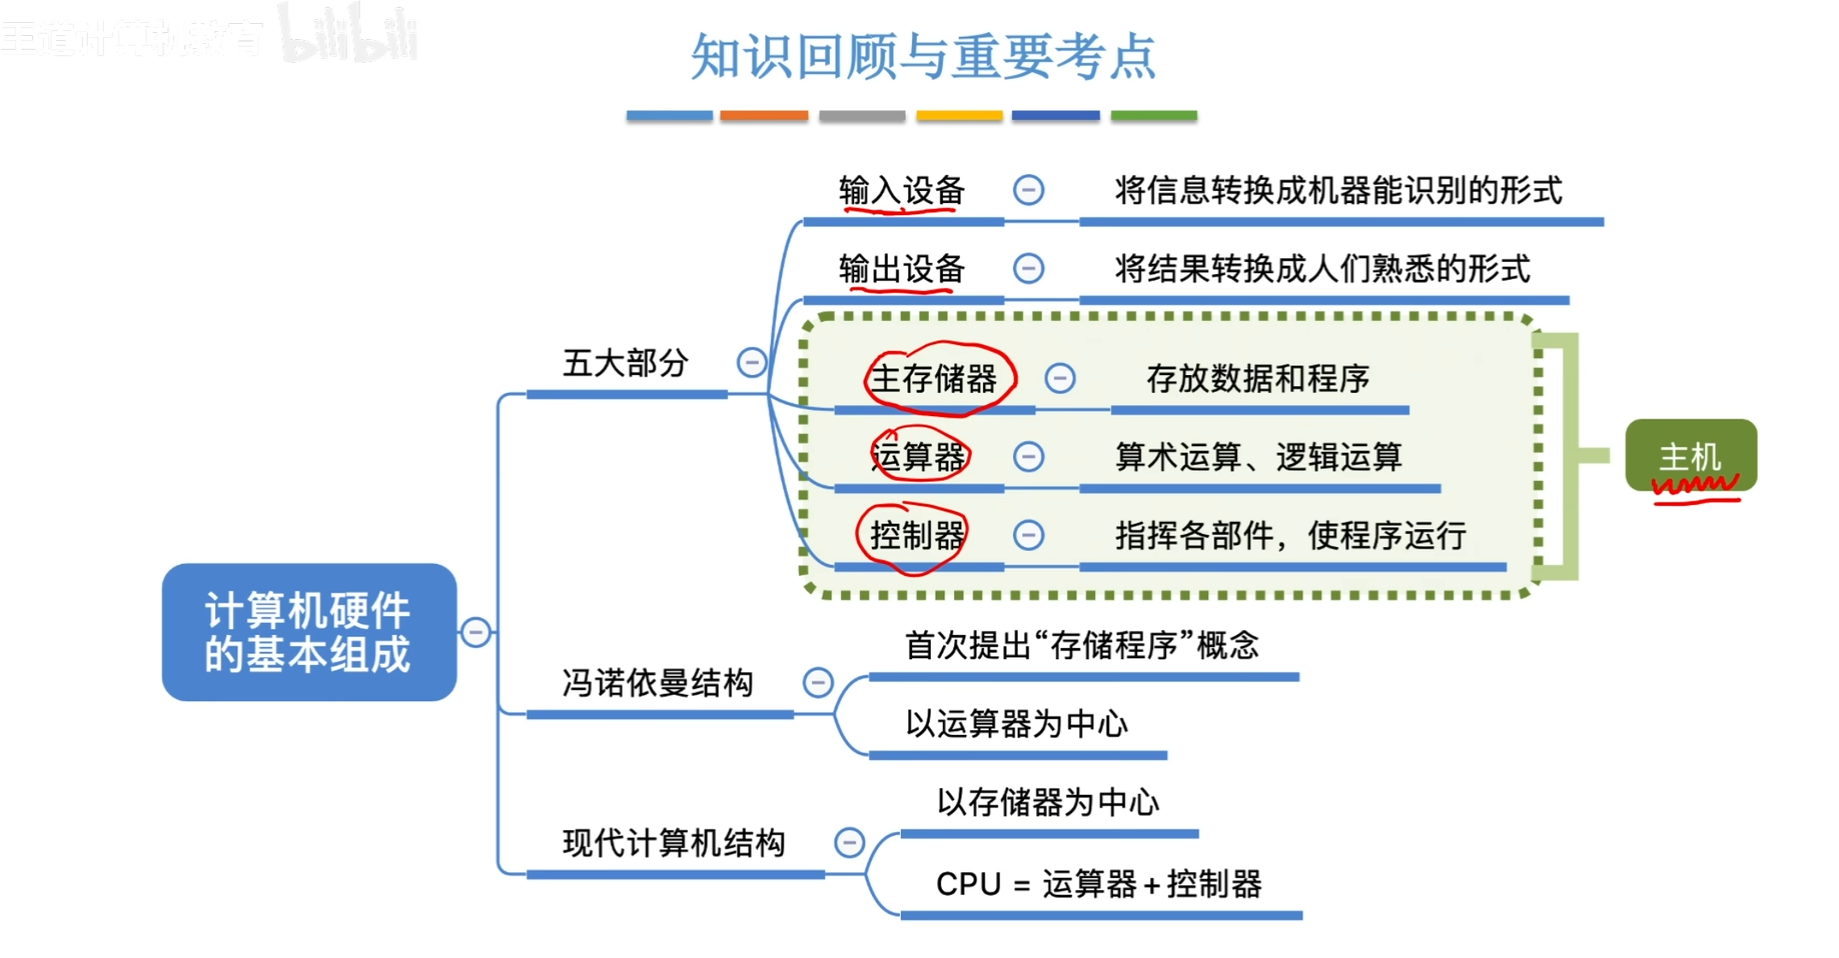 王道计算机教育 bilibili
知识回顾与重要考点
输入设备
将信息转换成机器能识别的形式
输出设备
将结果转换成人们熟悉的形式
五大部分
主存储器
存放数据和程序
运算器
算术运算、逻辑运算
主机
控制器
指挥各部件，使程序运行
计算机硬件
的基本组成
首次提出“存储程序”概念
冯诺依曼结构
以运算器为中心
以存储器为中心
现代计算机结构
CPU = 运算器+控制器